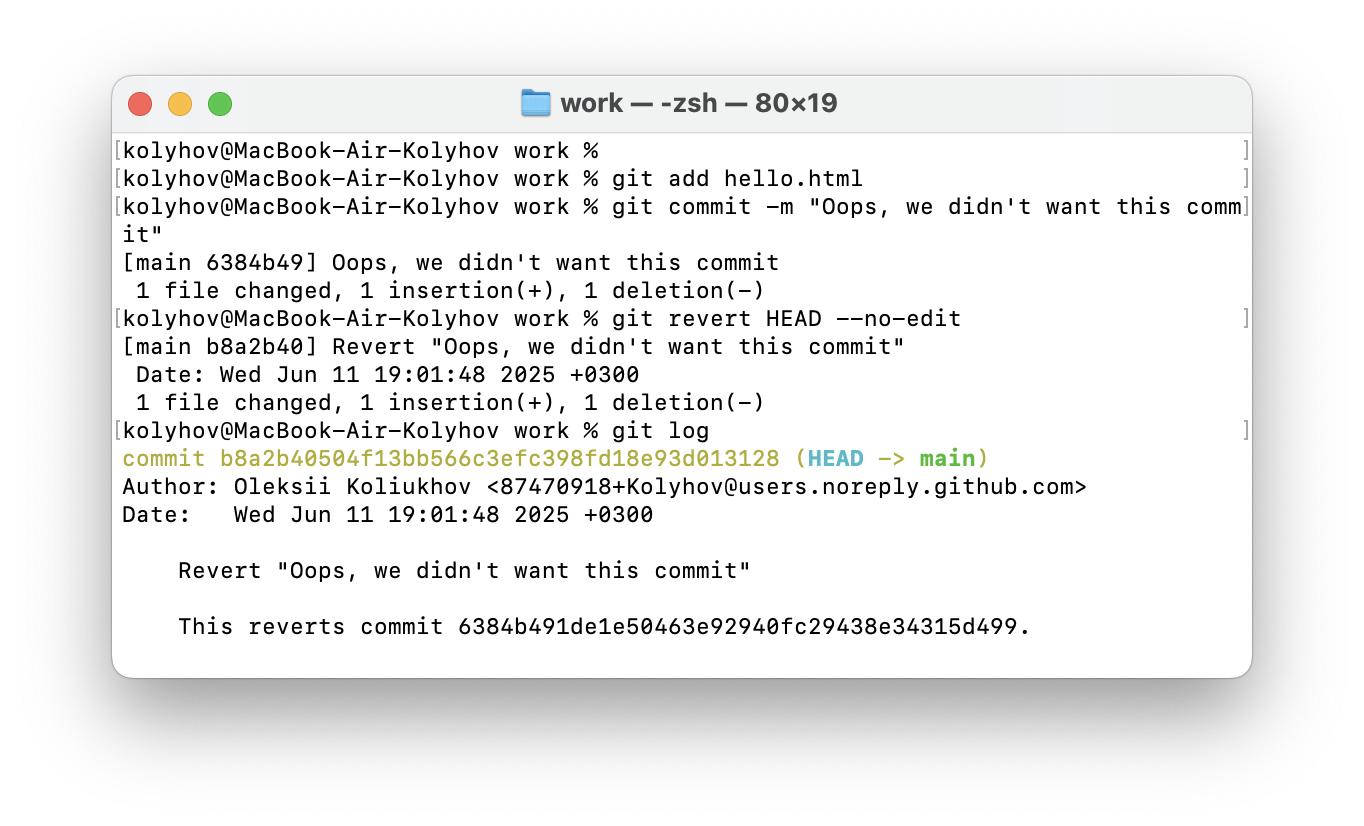 work — -zsh — 80×19
[kolyhov@MacBook-Air-Kolyhov work % ]
[kolyhov@MacBook-Air-Kolyhov work % git add hello.html ]
[kolyhov@MacBook-Air-Kolyhov work % git commit -m "Oops, we didn't want this comm]
it"
[main 6384b49] Oops, we didn't want this commit
 1 file changed, 1 insertion(+), 1 deletion(-)
[kolyhov@MacBook-Air-Kolyhov work % git revert HEAD --no-edit ]
[main b8a2b40] Revert "Oops, we didn't want this commit"
 Date: Wed Jun 11 19:01:48 2025 +0300
 1 file changed, 1 insertion(+), 1 deletion(-)
[kolyhov@MacBook-Air-Kolyhov work % git log ]
commit b8a2b40504f13bb566c3efc398fd18e93d013128 (HEAD -> main)
Author: Oleksii Koliukhov <87470918+Kolyhov@users.noreply.github.com>
Date:   Wed Jun 11 19:01:48 2025 +0300
    Revert "Oops, we didn't want this commit"
    This reverts commit 6384b491de1e50463e92940fc29438e34315d499.